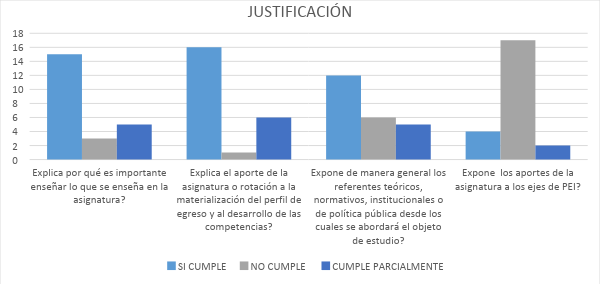 JUSTIFICACIÓN
18
16
14
12
10
8
6
4
2
0
Explica por qué es importante
enseñar lo que se enseña en la
asignatura?
Explica el aporte de la
asignatura o rotación a la
materialización del perfil de
egreso y al desarrollo de las
competencias?
Expone de manera general los
referentes teóricos,
normativos, institucionales o
de política pública desde los
cuales se abordará el objeto
de estudio?
Expone los aportes de la
asignatura a los ejes de PEI?
SI CUMPLE NO CUMPLE CUMPLE PARCIALMENTE